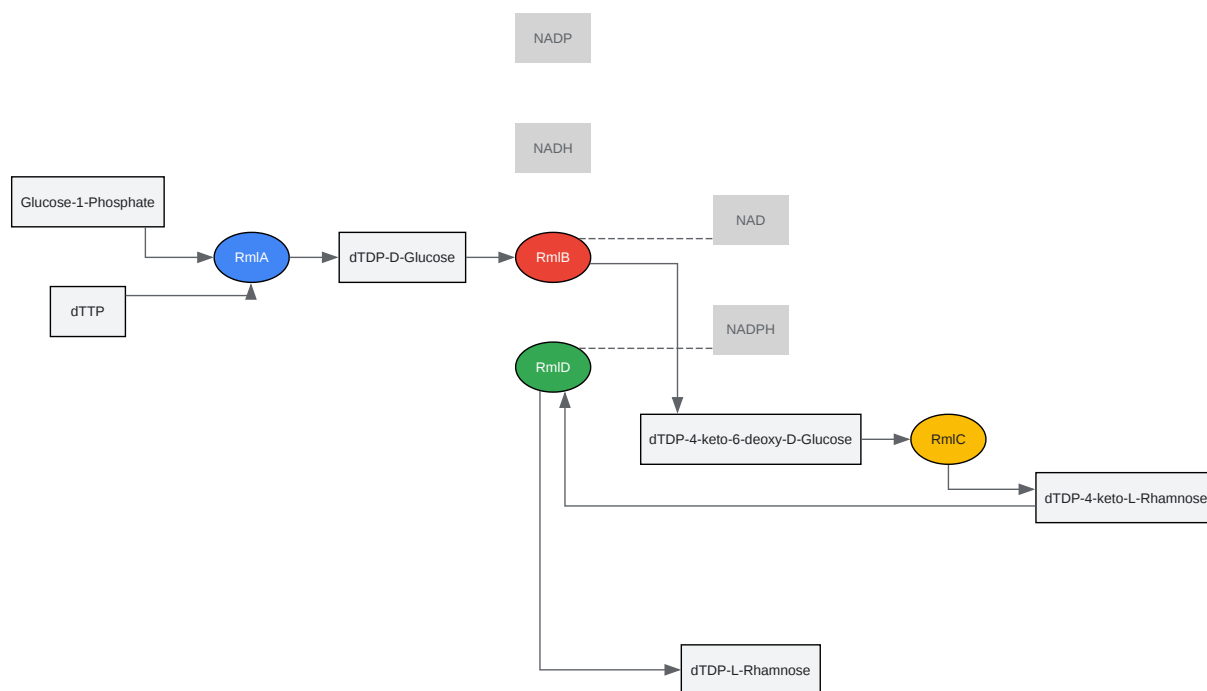 NADP
NADH
Glucose-1-Phosphate
NAD
RmlA
dTDP-D-Glucose
RmlB
dTTP
NADPH
RmlD
dTDP-4-keto-6-deoxy-D-Glucose
RmlC
dTDP-4-keto-L-Rhamnose
dTDP-L-Rhamnose